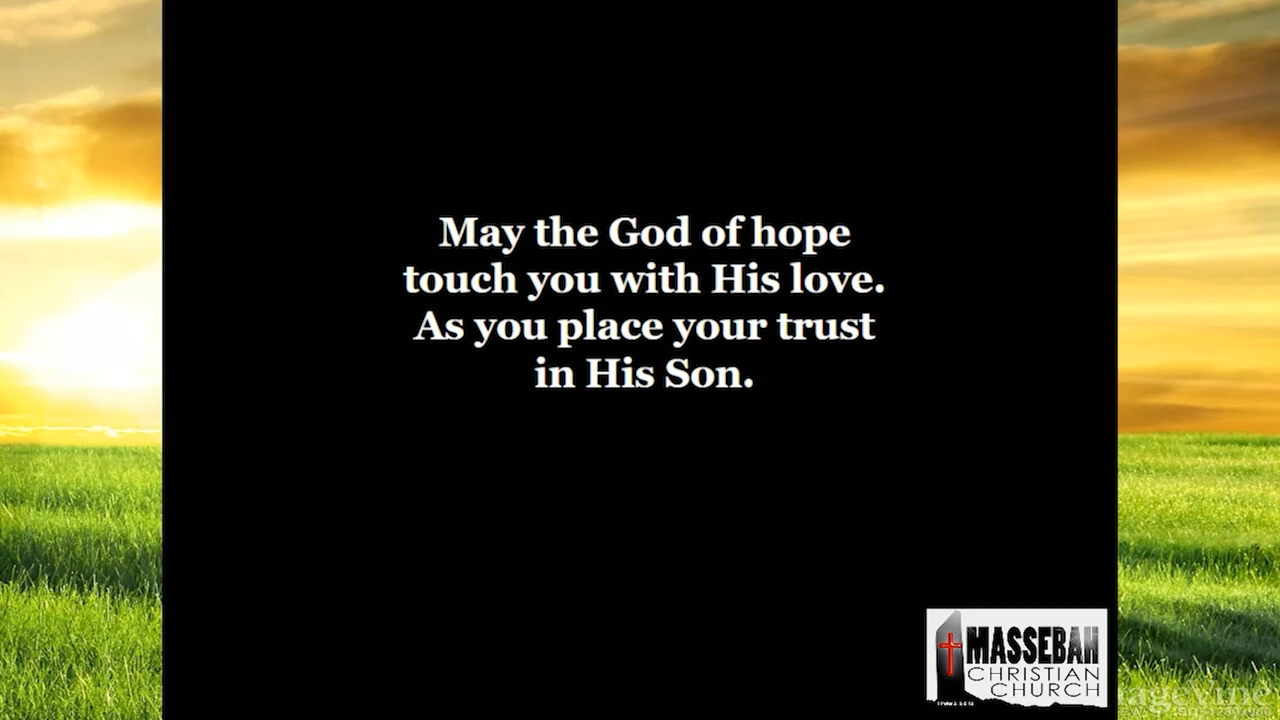 May the God of hope
touch you with His love.
As you place your trust
in His Son.
MASSEBAH
CHRISTIAN
CHURCH